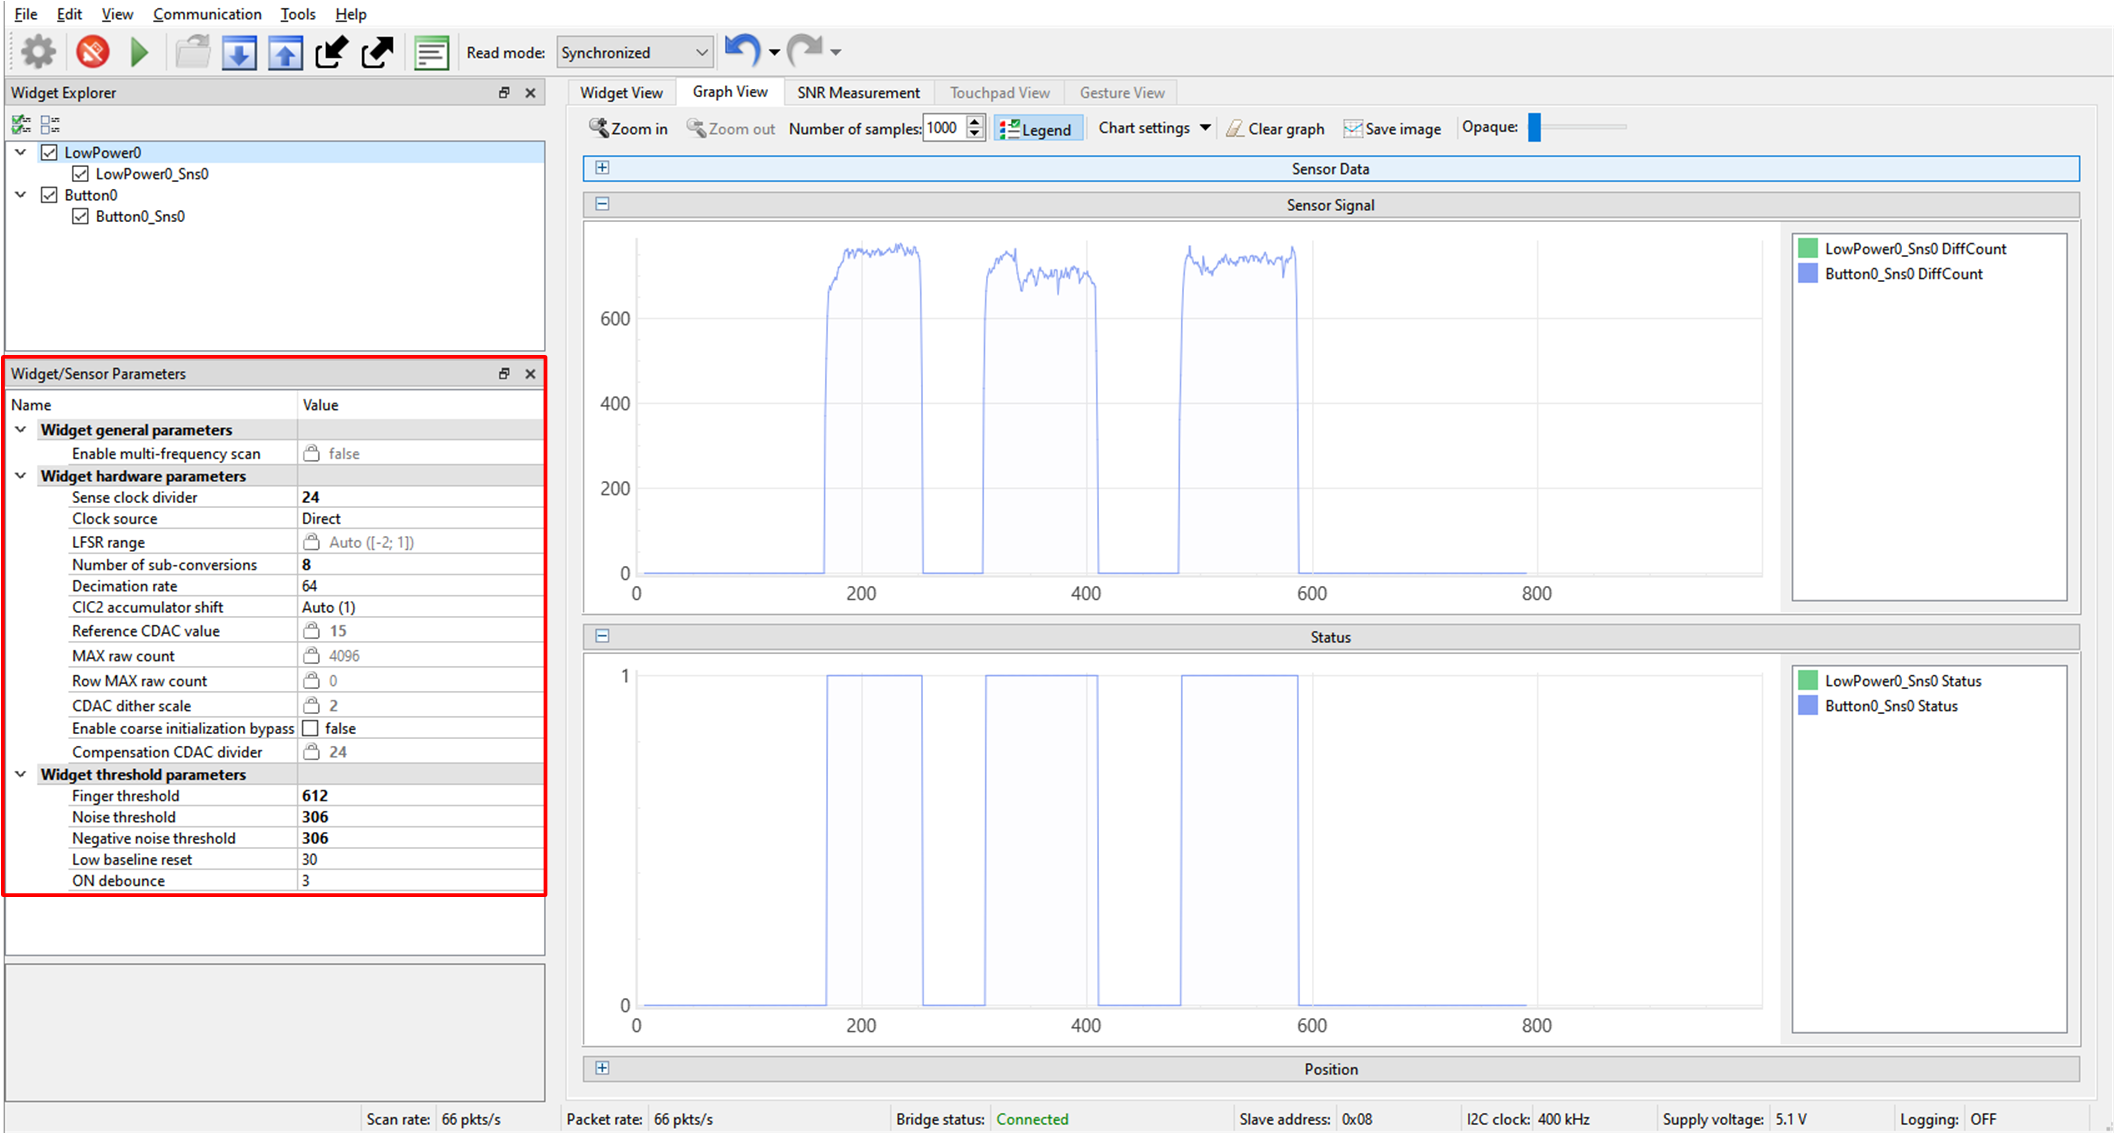 File Edit View Communication Tools Help
Read mode: Synchronized
Widget Explorer
LowPower0
LowPower0_Sns0
Button0
Button0_Sns0
Widget/Sensor Parameters
Name Value
Widget general parameters
Enable multi-frequency scan false
Widget hardware parameters
Sense clock divider 24
Clock source Direct
LFSR range Auto ([-2; 1])
Number of sub-conversions 8
Decimation rate 64
CIC2 accumulator shift Auto (1)
Reference CDAC value 15
MAX raw count 4096
Row MAX raw count 0
CDAC dither scale 2
Enable coarse initialization bypass false
Compensation CDAC divider 24
Widget threshold parameters
Finger threshold 612
Noise threshold 306
Negative noise threshold 306
Low baseline reset 30
ON debounce 3
Widget View Graph View SNR Measurement Touchpad View Gesture View
Zoom in Zoom out Number of samples: 1000 Legend Chart settings Clear graph Save image Opaque:
Sensor Data
Sensor Signal
600
400
200
0
0 200 400 600 800
LowPower0_Sns0 DiffCount
Button0_Sns0 DiffCount
Status
1
0
0 200 400 600 800
LowPower0_Sns0 Status
Button0_Sns0 Status
Position
Scan rate: 66 pkts/s Packet rate: 66 pkts/s Bridge status: Connected Slave address: 0x08 I2C clock: 400 kHz Supply voltage: 5.1 V Logging: OFF